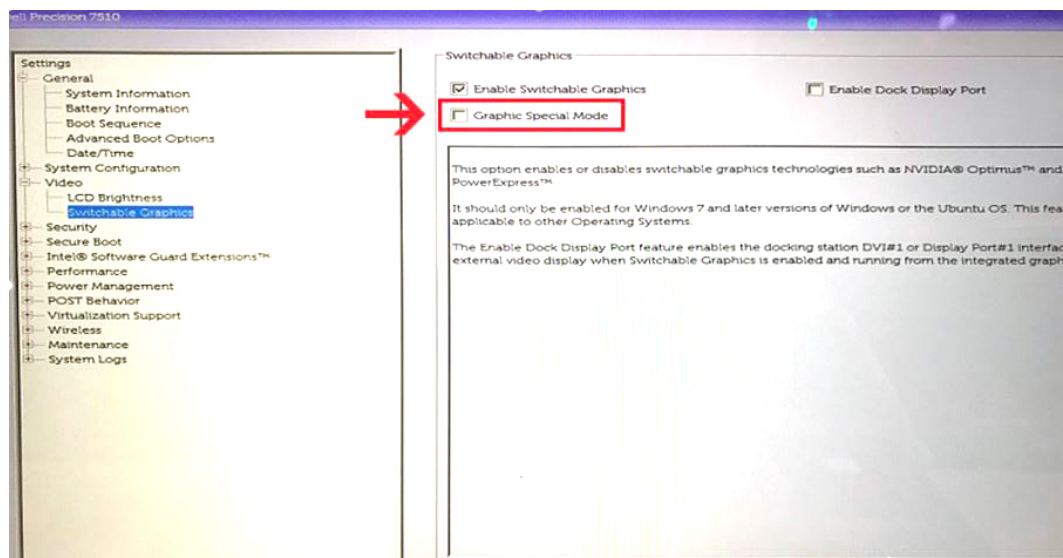 ell Precision 7510
Settings
General
System Information
Battery Information
Boot Sequence
Advanced Boot Options
Date/Time
System Configuration
Video
LCD Brightness
Switchable Graphics
Security
Secure Boot
Intel® Software Guard Extensions™
Performance
Power Management
POST Behavior
Virtualization Support
Wireless
Maintenance
System Logs
Switchable Graphics
Enable Switchable Graphics
Enable Dock Display Port
Graphic Special Mode
This option enables or disables switchable graphics technologies such as NVIDIA® Optimus™ and
PowerExpress™
It should only be enabled for Windows 7 and later versions of Windows or the Ubuntu OS. This fea
applicable to other Operating Systems.
The Enable Dock Display Port feature enables the docking station DVI#1 or Display Port#1 interfac
external video display when Switchable Graphics is enabled and running from the integrated graph